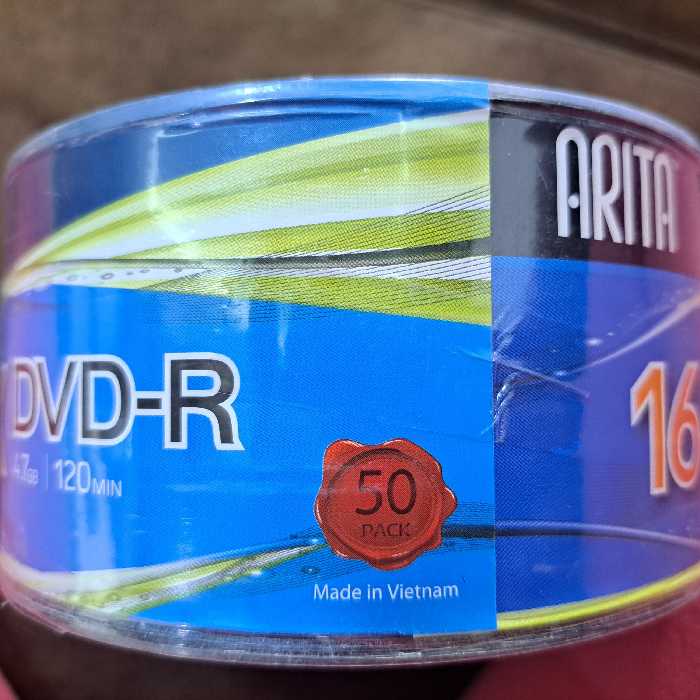 ARITA
DVD-R
4.7GB | 120MIN
16
50
PACK
Made in Vietnam